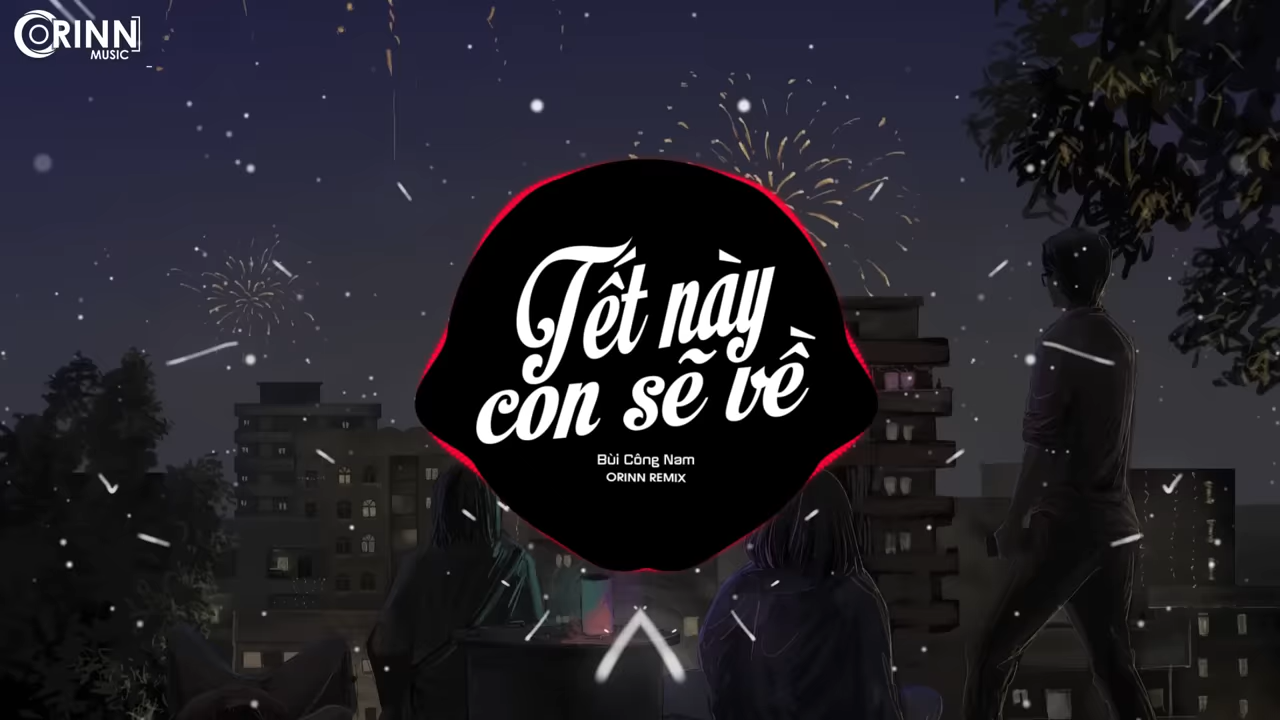 ORINN
MUSIC
Tết này
con sẽ về
Bùi Công Nam
ORINN REMIX